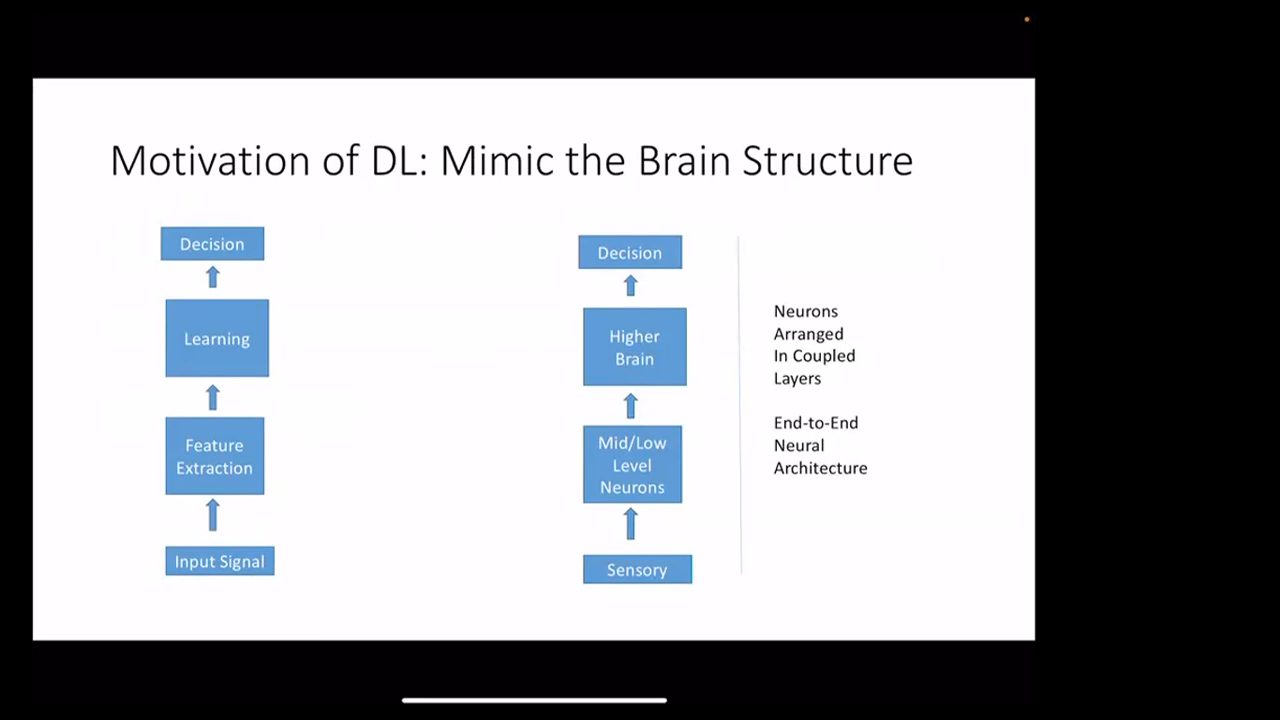 Motivation of DL: Mimic the Brain Structure
Decision
Learning
Feature
Extraction
Input Signal
Decision
Higher
Brain
Mid/Low
Level
Neurons
Sensory
Neurons
Arranged
In Coupled
Layers
End-to-End
Neural
Architecture